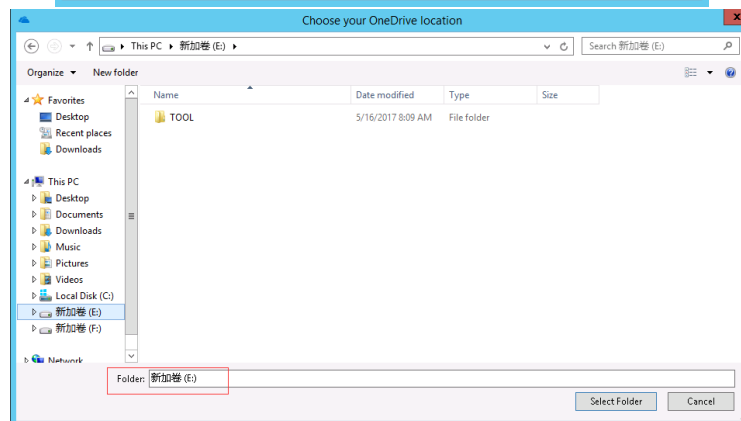 Choose your OneDrive location
x
This PC 新加卷 (E:)
Search 新加卷 (E:)
Organize New folder
Name Date modified Type Size
TOOL 5/16/2017 8:09 AM File folder
Favorites
Desktop
Recent places
Downloads
This PC
Desktop
Documents
Downloads
Music
Pictures
Videos
Local Disk (C:)
新加卷 (E:)
新加卷 (F:)
Network
Folder: 新加卷 (E:)
Select Folder Cancel